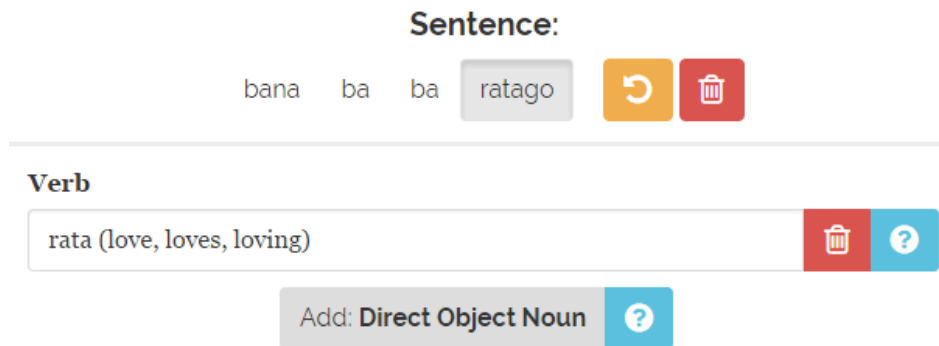 Sentence:
bana ba ba ratago
Verb
rata (love, loves, loving)
Add: Direct Object Noun